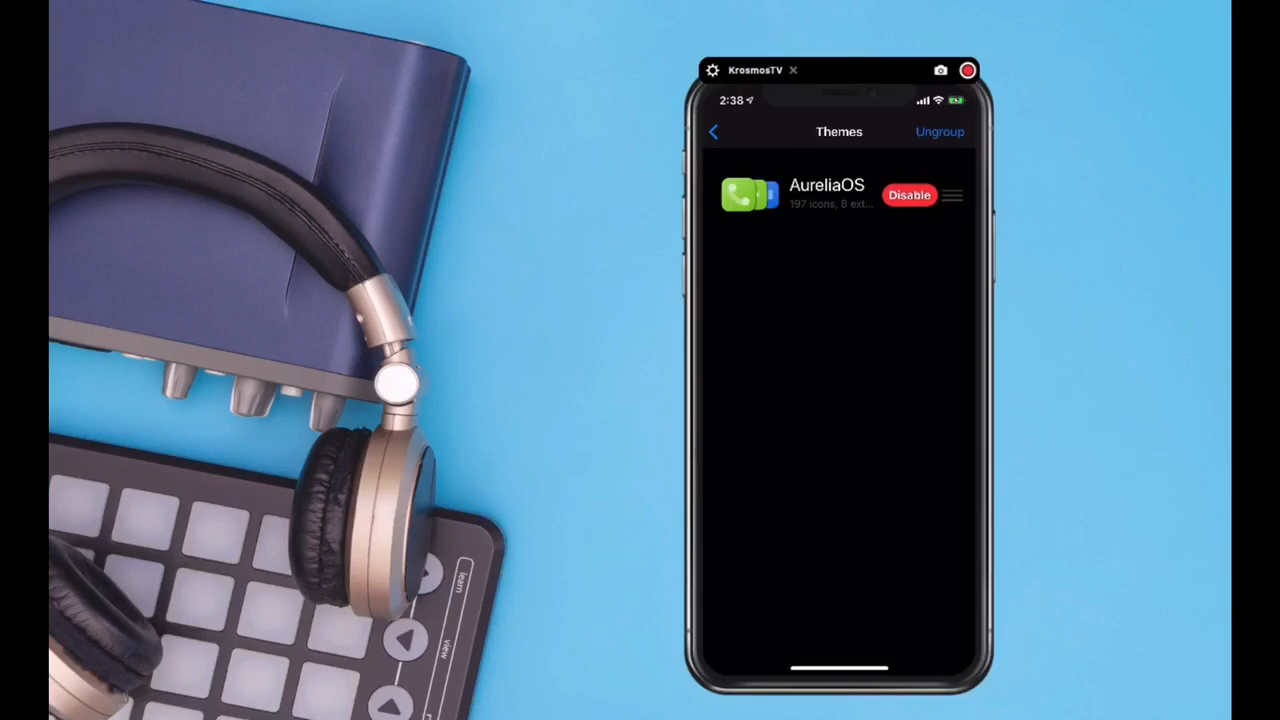 KrosmosTV
2:38
Themes
Ungroup
AureliaOS
197 icons, 8 ext...
Disable
learn
view